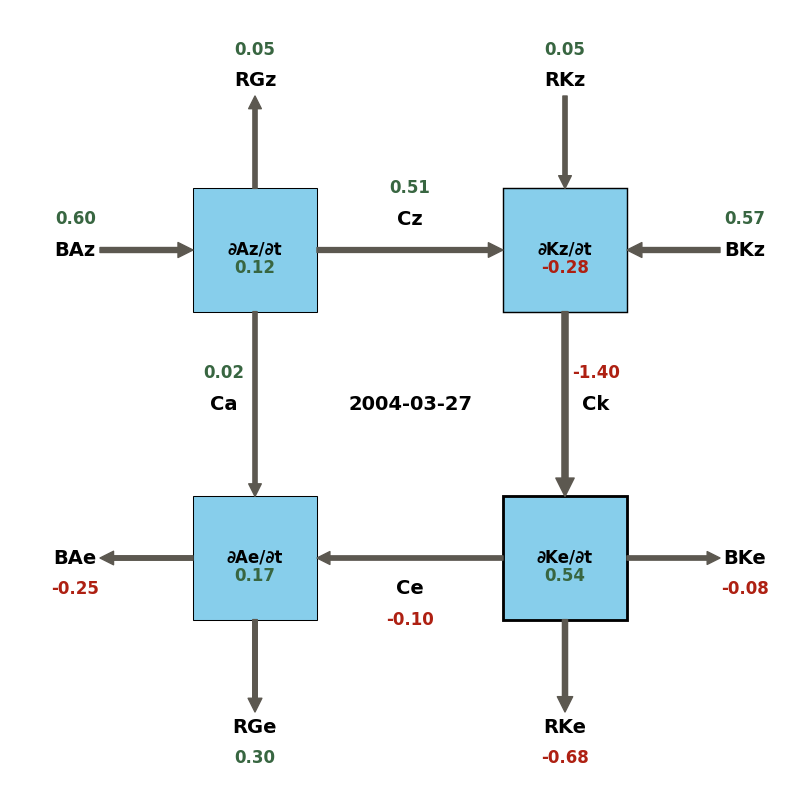 0.05
RGz
0.05
RKz
0.60
BAz
0.51
Cz
0.57
BKz
∂Az/∂t
0.12
∂Kz/∂t
-0.28
0.02
Ca
2004-03-27
-1.40
Ck
BAe
-0.25
∂Ae/∂t
0.17
Ce
-0.10
∂Ke/∂t
0.54
BKe
-0.08
RGe
0.30
RKe
-0.68